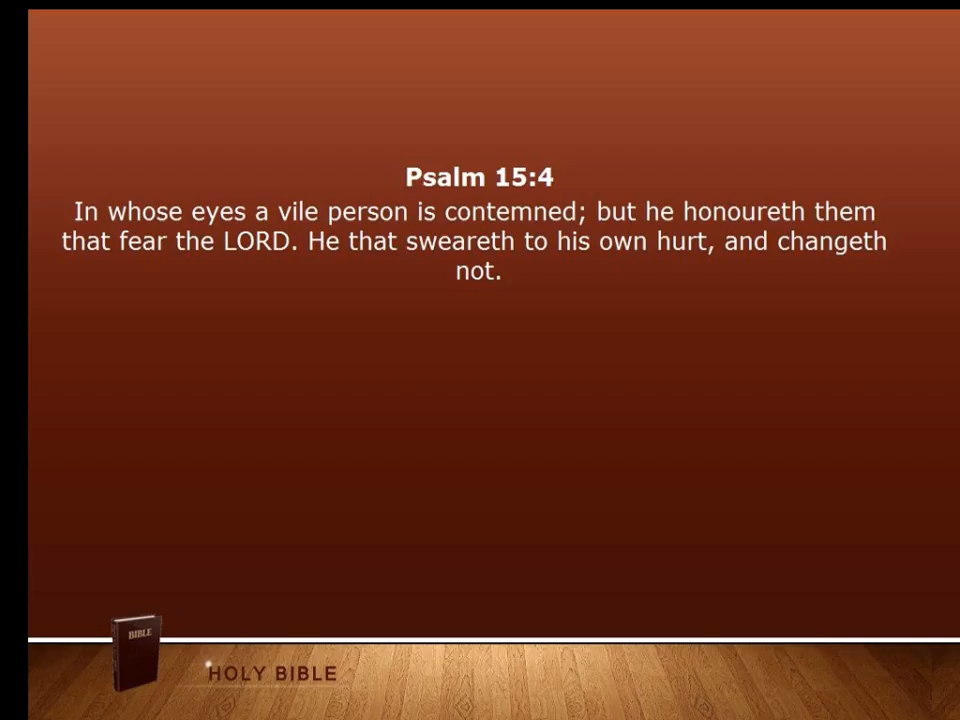 Psalm 15:4
In whose eyes a vile person is contemned; but he honoureth them
that fear the LORD. He that sweareth to his own hurt, and changeth
not.
BIBLE
HOLY BIBLE